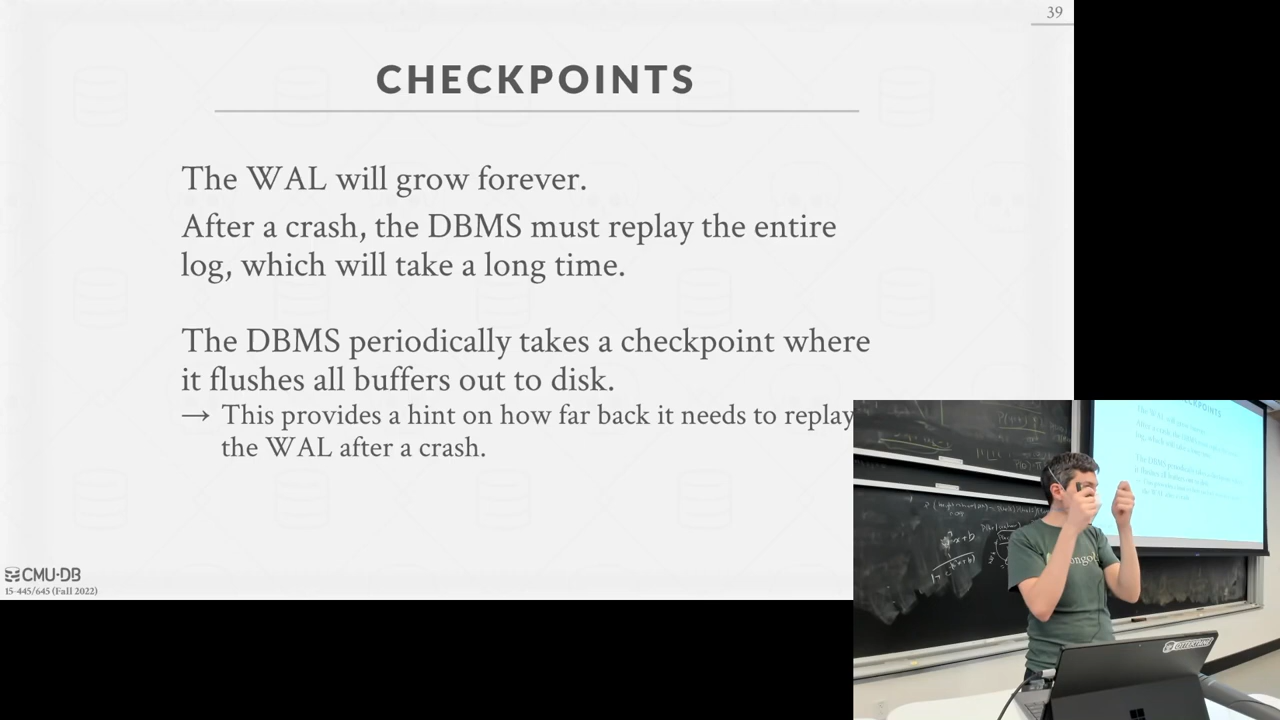 39
CHECKPOINTS
The WAL will grow forever.
After a crash, the DBMS must replay the entire
log, which will take a long time.
The DBMS periodically takes a checkpoint where
it flushes all buffers out to disk.
→ This provides a hint on how far back it needs to replay
the WAL after a crash.
CMU·DB
15-445/645 (Fall 2022)